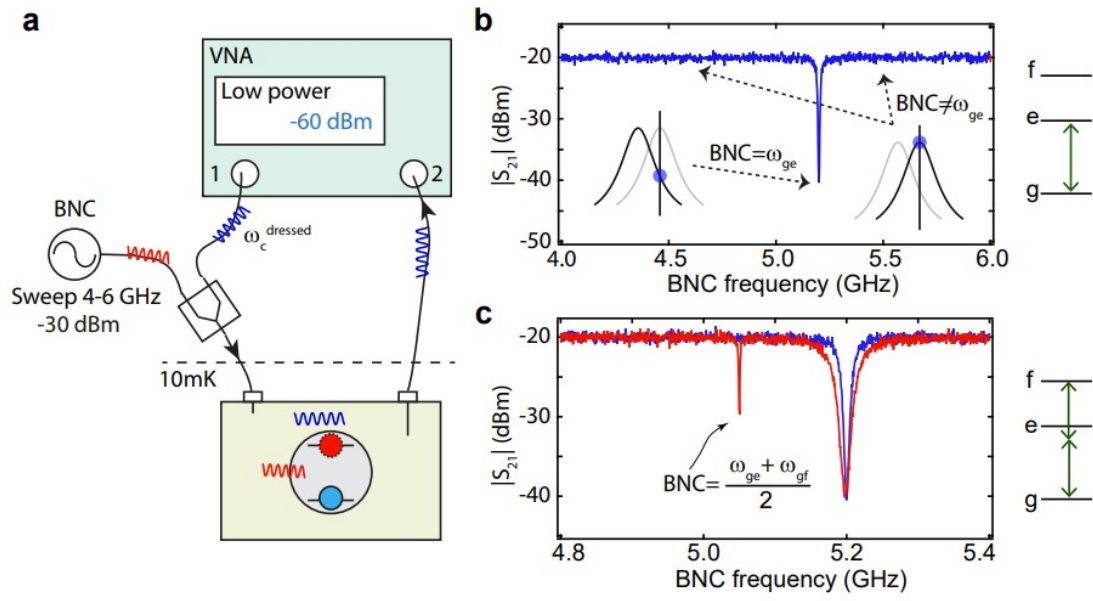 a
VNA
Low power
-60 dBm
1
2
BNC
ω_c^dressed
Sweep 4-6 GHz
-30 dBm
10mK
b
|S₂₁| (dBm)
-20
-30
-40
-50
BNC≠ω_ge
BNC=ω_ge
4.0 4.5 5.0 5.5 6.0
BNC frequency (GHz)
f
e
g
c
|S₂₁| (dBm)
-20
-30
-40
BNC= (ω_ge + ω_gf)/2
4.8 5.0 5.2 5.4
BNC frequency (GHz)
f
e
g